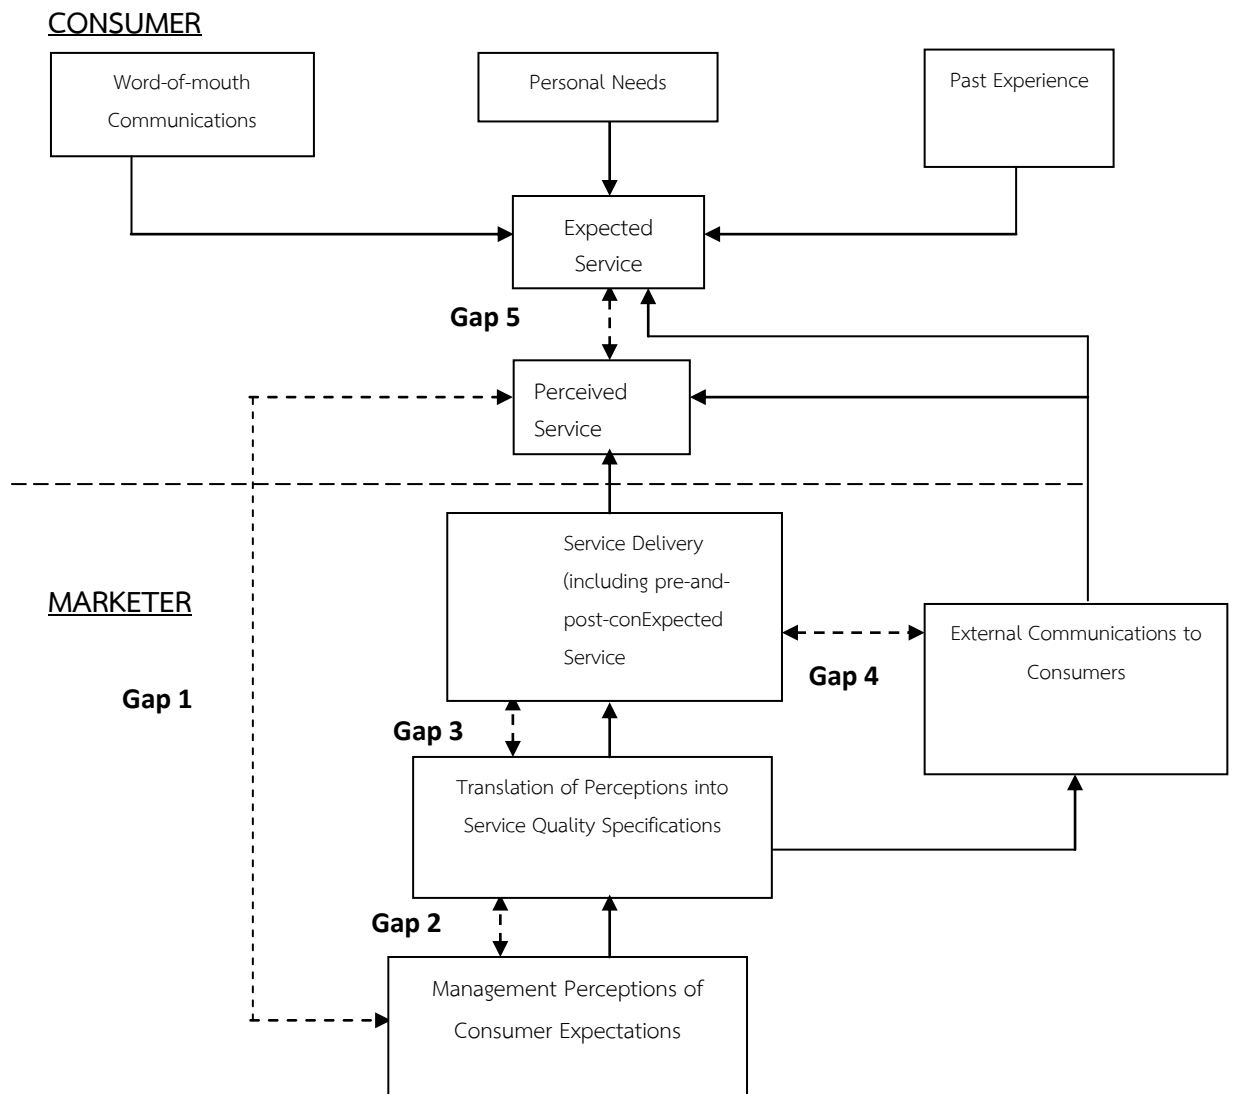 CONSUMER
Word-of-mouth
Communications
Personal Needs
Past Experience
Expected
Service
Gap 5
Perceived
Service
Service Delivery
(including pre-and-
post-conExpected
Service
MARKETER
External Communications to
Consumers
Gap 4
Gap 1
Gap 3
Translation of Perceptions into
Service Quality Specifications
Gap 2
Management Perceptions of
Consumer Expectations